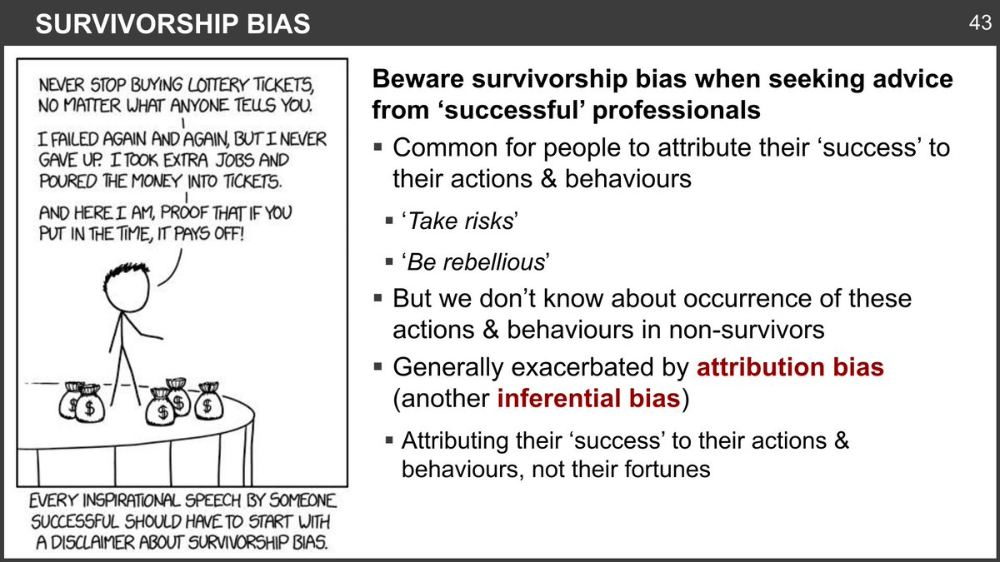 SURVIVORSHIP BIAS
43
NEVER STOP BUYING LOTTERY TICKETS,
NO MATTER WHAT ANYONE TELLS YOU.
I FAILED AGAIN AND AGAIN, BUT I NEVER
GAVE UP. I TOOK EXTRA JOBS AND
POURED THE MONEY INTO TICKETS.
AND HERE I AM, PROOF THAT IF YOU
PUT IN THE TIME, IT PAYS OFF!
$
$
$
$
$
EVERY INSPIRATIONAL SPEECH BY SOMEONE
SUCCESSFUL SHOULD HAVE TO START WITH
A DISCLAIMER ABOUT SURVIVORSHIP BIAS.
Beware survivorship bias when seeking advice
from ‘successful’ professionals
▪ Common for people to attribute their ‘success’ to
their actions & behaviours
▪ ‘Take risks’
▪ ‘Be rebellious’
▪ But we don’t know about occurrence of these
actions & behaviours in non-survivors
▪ Generally exacerbated by attribution bias
(another inferential bias)
▪ Attributing their ‘success’ to their actions &
behaviours, not their fortunes